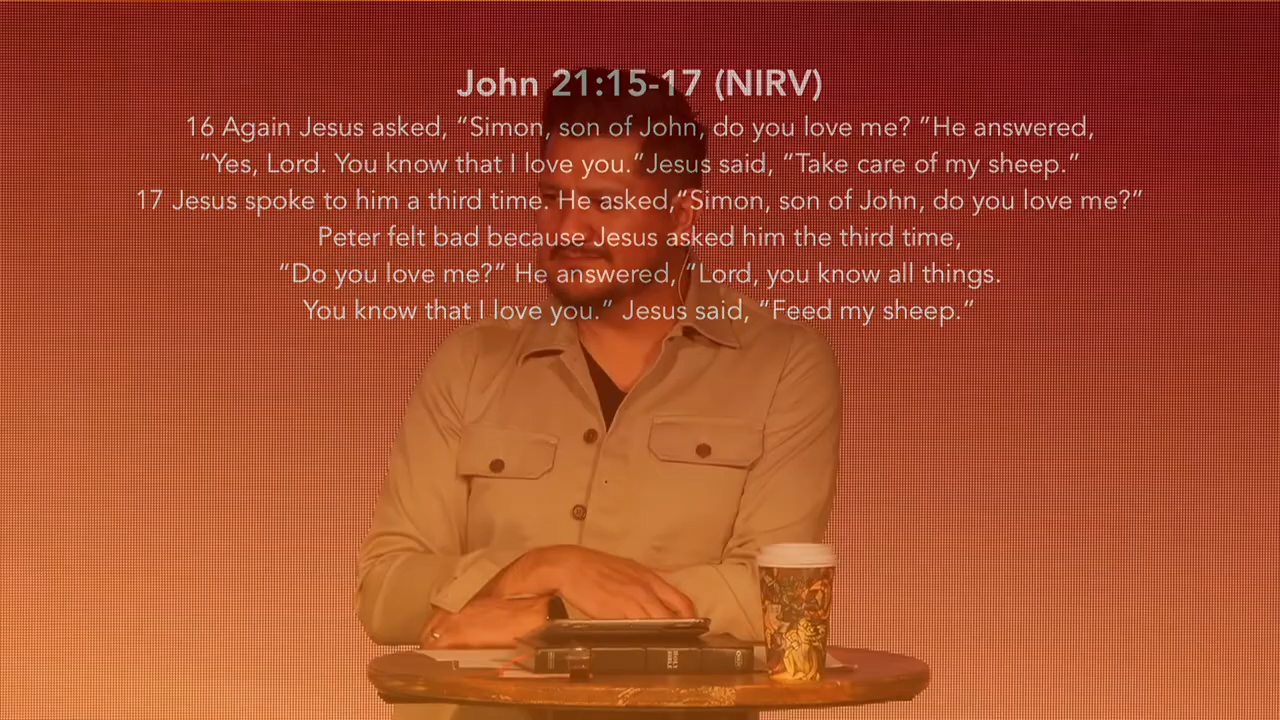 John 21:15-17 (NIRV)
16 Again Jesus asked, “Simon, son of John, do you love me? ”He answered,
“Yes, Lord. You know that I love you.”Jesus said, “Take care of my sheep.”
17 Jesus spoke to him a third time. He asked,“Simon, son of John, do you love me?”
Peter felt bad because Jesus asked him the third time,
“Do you love me?” He answered, “Lord, you know all things.
You know that I love you.” Jesus said, “Feed my sheep.”
HOLY
BIBLE